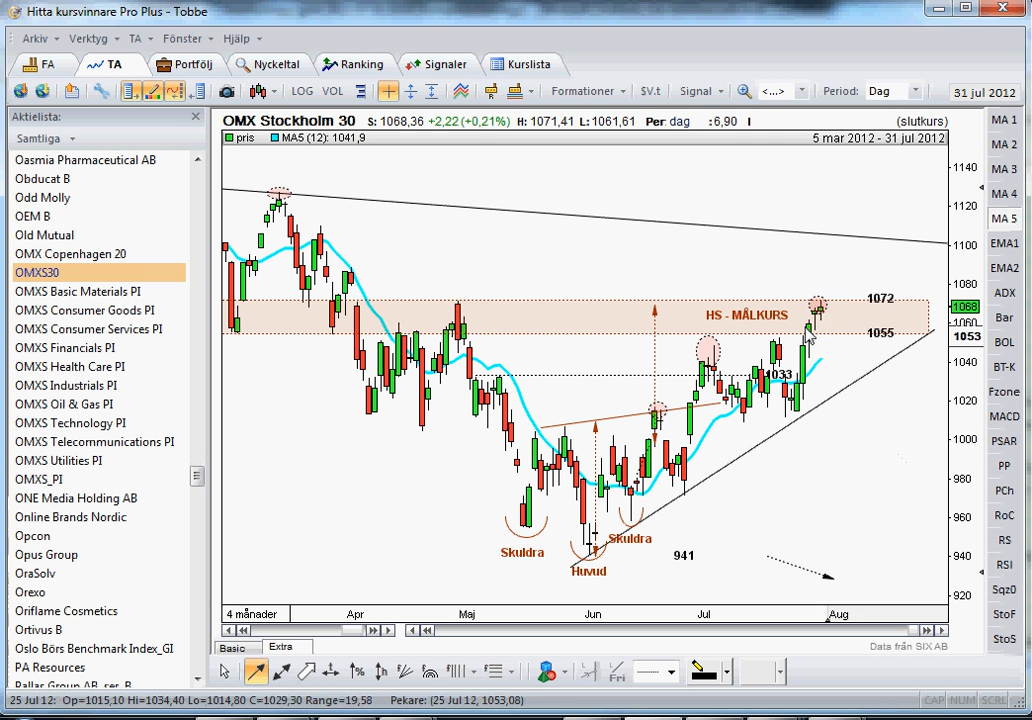 Hitta kursvinnare Pro Plus - Tobbe
Arkiv Verktyg TA Fönster Hjälp
FA TA Portfölj Nyckeltal Ranking Signaler Kurslista
LOG VOL Formationer $V.t Signal <...> Period: Dag 31 jul 2012
Aktielista:
Samtliga
Oasmia Pharmaceutical AB
Obducat B
Odd Molly
OEM B
Old Mutual
OMX Copenhagen 20
OMXS30
OMXS Basic Materials PI
OMXS Consumer Goods PI
OMXS Consumer Services PI
OMXS Financials PI
OMXS Health Care PI
OMXS Industrials PI
OMXS Oil & Gas PI
OMXS Technology PI
OMXS Telecommunications PI
OMXS Utilities PI
OMXS_PI
ONE Media Holding AB
Online Brands Nordic
Opcon
Opus Group
OraSolv
Orexo
Oriflame Cosmetics
Ortivus B
Oslo Börs Benchmark Index_GI
PA Resources
Pallas Group AB, ser. B
OMX Stockholm 30 S: 1068,36 +2,22 (+0,21%) H: 1071,41 L: 1061,61 Per: dag :6,90 I (slutkurs)
pris MA5 (12): 1041,9 5 mar 2012 - 31 jul 2012
1140
1120
1100
1080
1068
1060
1053
1040
1020
1000
980
960
940
920
1072
HS - MÅLKURS
1055
1033
Skuldra
Skuldra
Huvud
941
4 månader Apr Maj Jun Jul Aug
Basic Extra
Data från SIX AB
MA 1
MA 2
MA 3
MA 4
MA 5
EMA1
EMA2
ADX
Bar
BOL
BT-K
Fzone
MACD
PSAR
PP
PCh
RoC
RS
RSI
Sqz0
StoF
StoS
Fri
25 Jul 12: Op=1015,10 Hi=1034,40 Lo=1014,80 C=1029,30 Range=19,58 Pekare: (25 Jul 12, 1053,08) CAP NUM SCRL